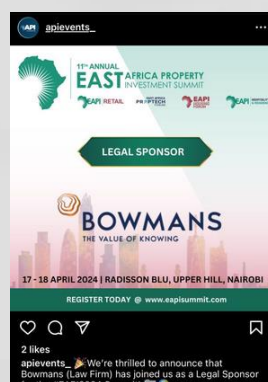 apievents_
11TH ANNUAL
EAST AFRICA PROPERTY
INVESTMENT SUMMIT
EAPI RETAIL
PROPTECH
EAPI
EAPI
LEGAL SPONSOR
BOWMANS
THE VALUE OF KNOWING
17 - 18 APRIL 2024 | RADISSON BLU, UPPER HILL, NAIROBI
REGISTER TODAY @ www.eapisummit.com
2 likes
apievents_ 🎉We're thrilled to announce that
Bowmans (Law Firm) has joined us as a Legal Sponsor